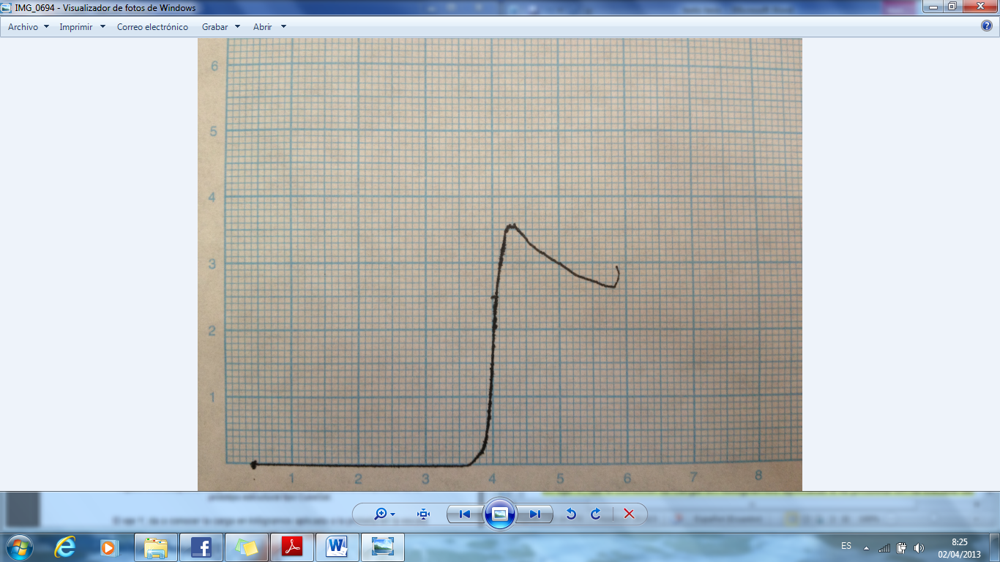 IMG_0694 - Visualizador de fotos de Windows
Archivo Imprimir Correo electrónico Grabar Abrir
6
5
4
3
2
1
1 2 3 4 5 6 7 8
ES
8:25
02/04/2013